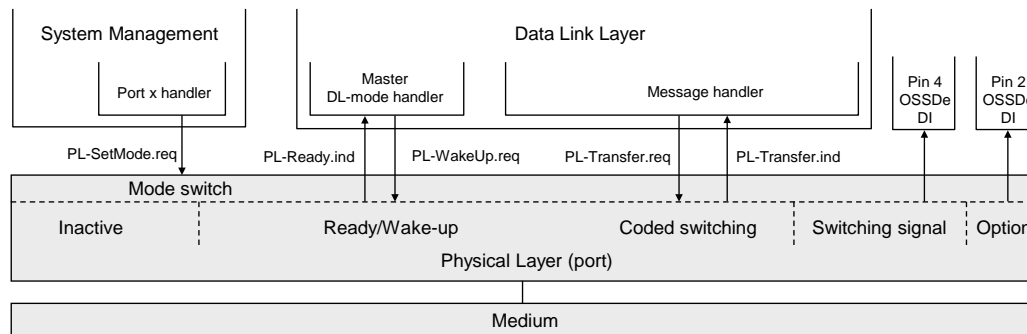 System Management
Data Link Layer
Port x handler
Master
DL-mode handler
Message handler
Pin 4
OSSDe
DI
Pin 2
OSSDe
DI
PL-SetMode.req
PL-Ready.ind
PL-WakeUp.req
PL-Transfer.req
PL-Transfer.ind
Mode switch
Inactive
Ready/Wake-up
Coded switching
Switching signal
Option
Physical Layer (port)
Medium